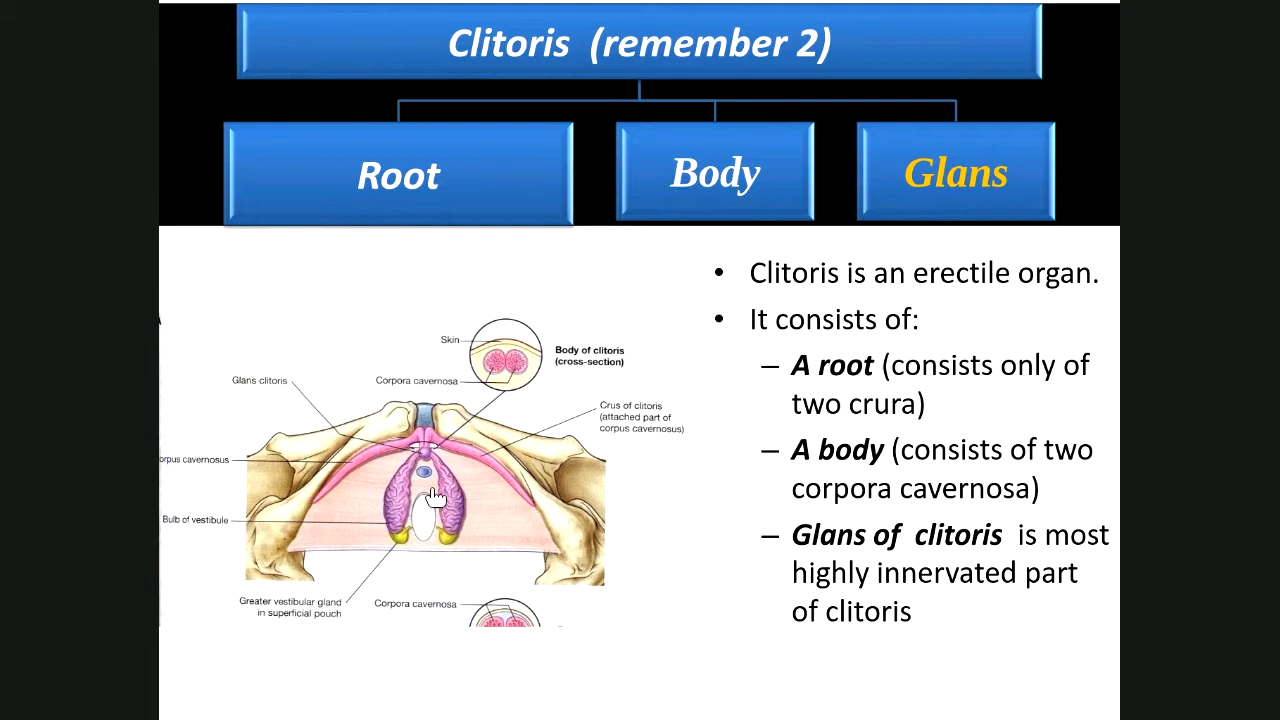 Clitoris (remember 2)
Root
Body
Glans
• Clitoris is an erectile organ.
• It consists of:
– A root (consists only of
two crura)
– A body (consists of two
corpora cavernosa)
– Glans of clitoris is most
highly innervated part
of clitoris
Skin
Body of clitoris
(cross-section)
Glans clitoris
Corpora cavernosa
Crus of clitoris
(attached part of
corpus cavernosus)
orpus cavernosus
Bulb of vestibule
Greater vestibular gland
in superficial pouch
Corpora cavernosa